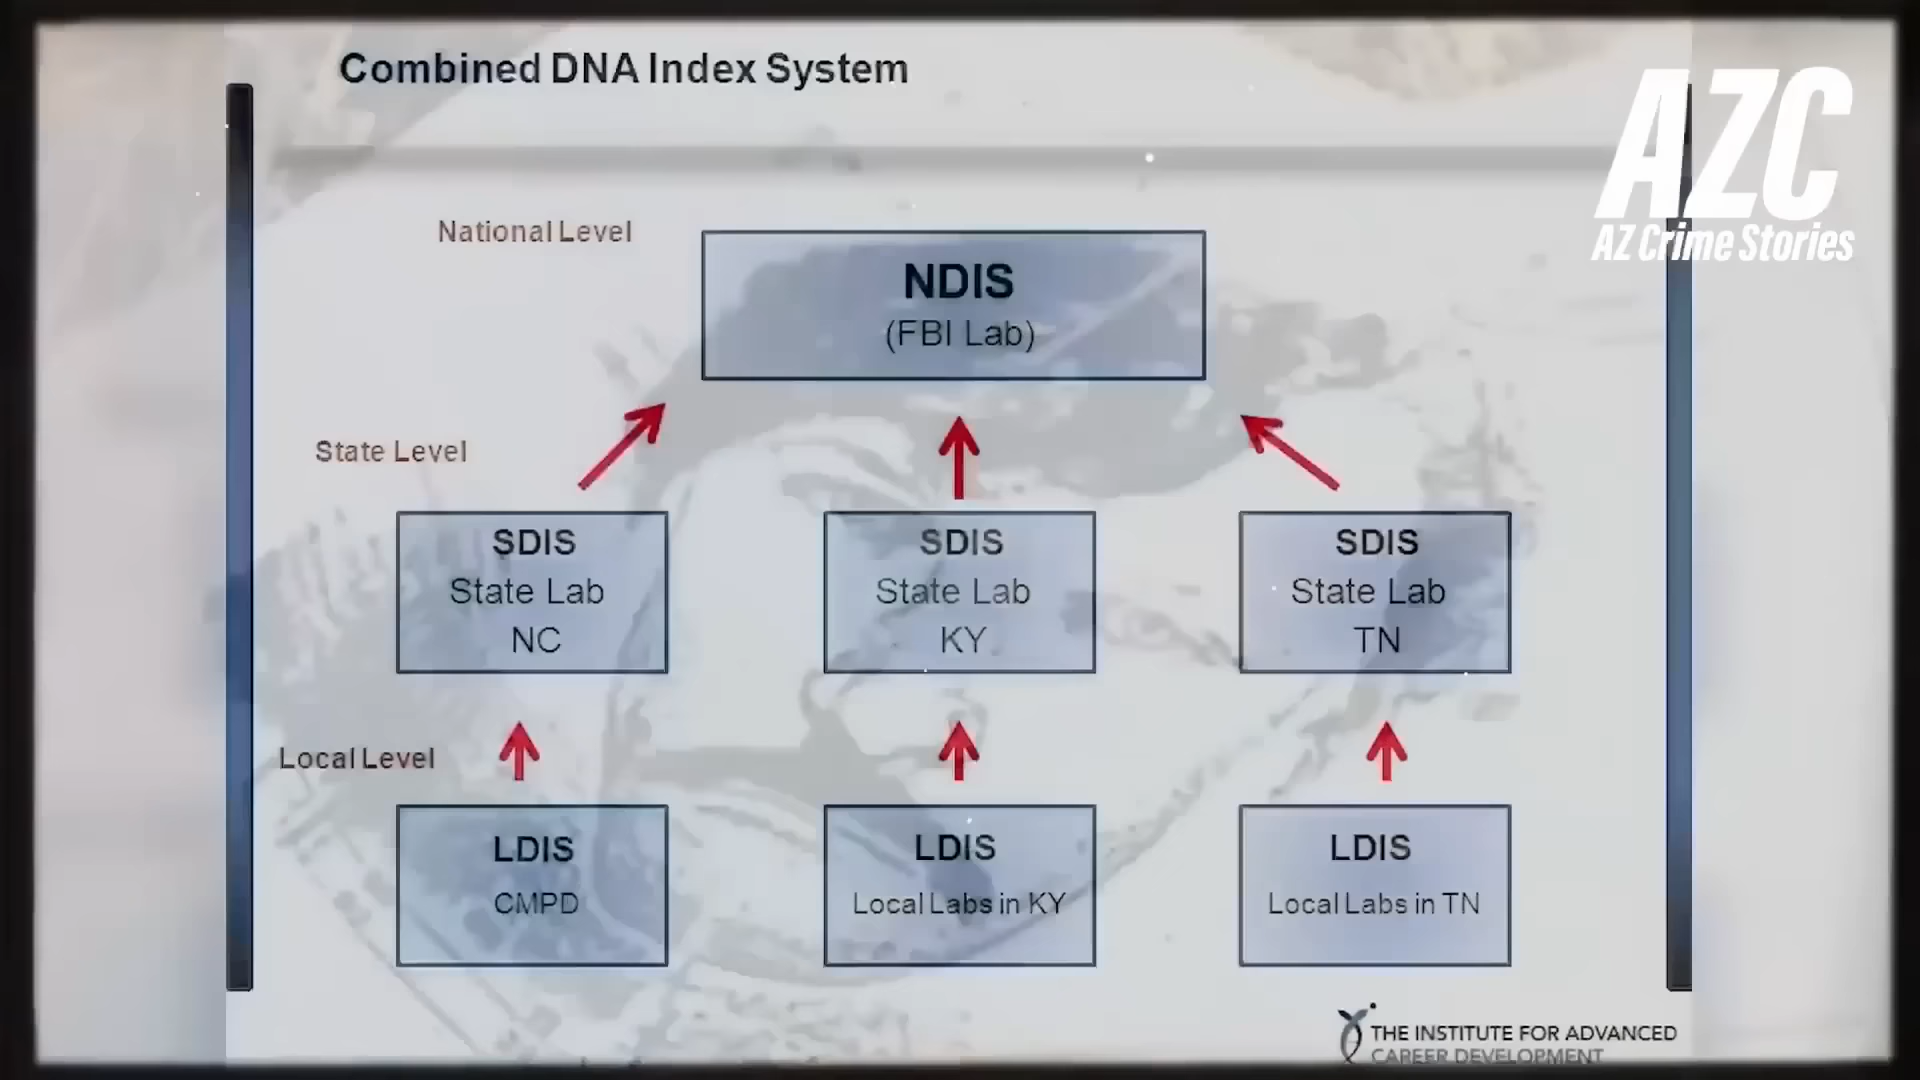 Combined DNA Index System
AZC
AZ Crime Stories
National Level
NDIS
(FBI Lab)
State Level
SDIS
State Lab
NC
SDIS
State Lab
KY
SDIS
State Lab
TN
Local Level
LDIS
CMPD
LDIS
Local Labs in KY
LDIS
Local Labs in TN
THE INSTITUTE FOR ADVANCED
CAREER DEVELOPMENT